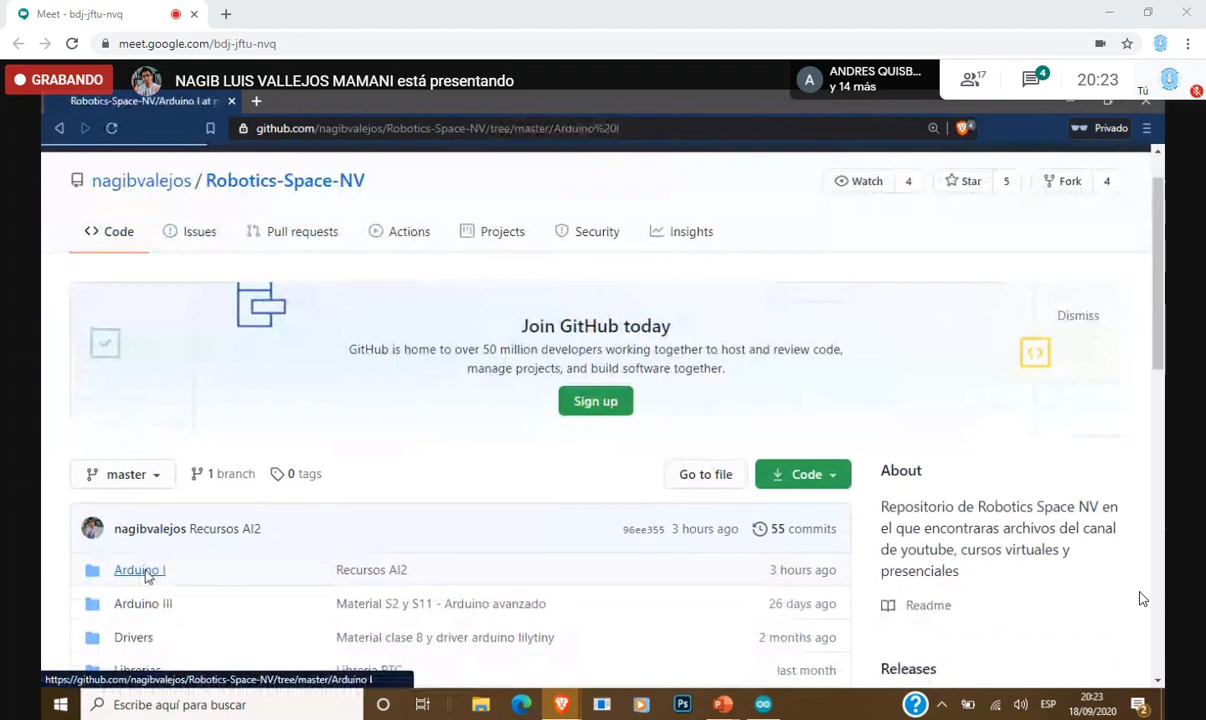 Meet - bdj-jftu-nvq
meet.google.com/bdj-jftu-nvq
GRABANDO
NAGIB LUIS VALLEJOS MAMANI está presentando
A
ANDRES QUISB...
y 14 más
17
4
20:23
Tú
Robotics-Space-NV/Arduino I at
github.com/nagibvalejos/Robotics-Space-NV/tree/master/Arduino%20I
4
Privado
nagibvalejos / Robotics-Space-NV
Watch 4
Star 5
Fork 4
Code
Issues
Pull requests
Actions
Projects
Security
Insights
Join GitHub today
Dismiss
GitHub is home to over 50 million developers working together to host and review code,
manage projects, and build software together.
Sign up
master
1 branch
0 tags
Go to file
Code
About
Repositorio de Robotics Space NV en
el que encontraras archivos del canal
de youtube, cursos virtuales y
presenciales
Readme
Releases
nagibvalejos Recursos AI2
96ee355 3 hours ago
55 commits
Arduino I Recursos AI2 3 hours ago
Arduino III Material S2 y S11 - Arduino avanzado 26 days ago
Drivers Material clase 8 y driver arduino lilytiny 2 months ago
Librerias Libreria RTC last month
https://github.com/nagibvalejos/Robotics-Space-NV/tree/master/Arduino I
Escribe aquí para buscar
Ps
ESP
20:23
18/09/2020
2